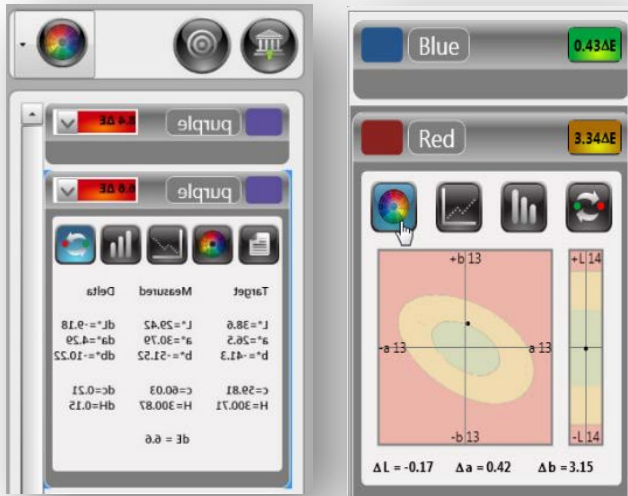 purple 8.4 ΔE
purple 6.6 ΔE
Target Measured Delta
L*=38.6 L*=29.42 dL*=-9.18
a*=26.5 a*=30.79 da*=4.29
b*=-41.3 b*=-51.52 db*=-10.22
c=59.81 c=60.03 dc=0.21
H=300.71 H=300.87 dH=0.15
dE = 6.6
Blue 0.43ΔE
Red 3.34ΔE
+b 13 +L 14
-a 13 a 13
-b 13 -L 14
ΔL = -0.17 Δa = 0.42 Δb = 3.15